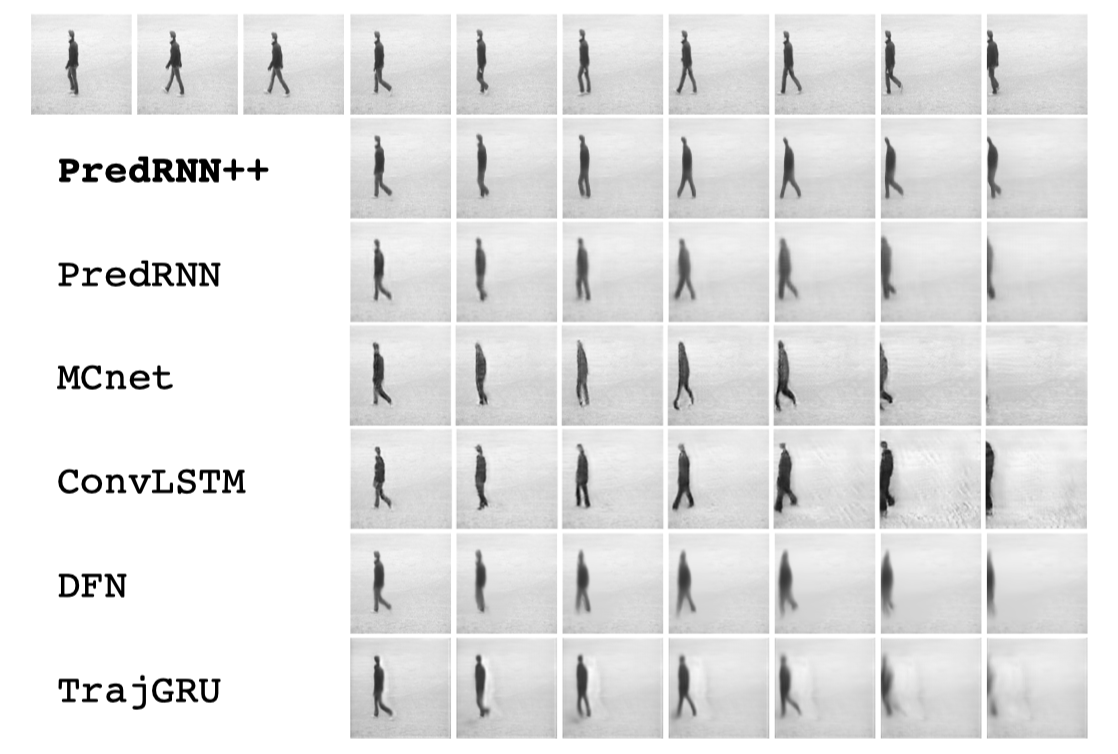 PredRNN++
PredRNN
MCnet
ConvLSTM
DFN
TrajGRU